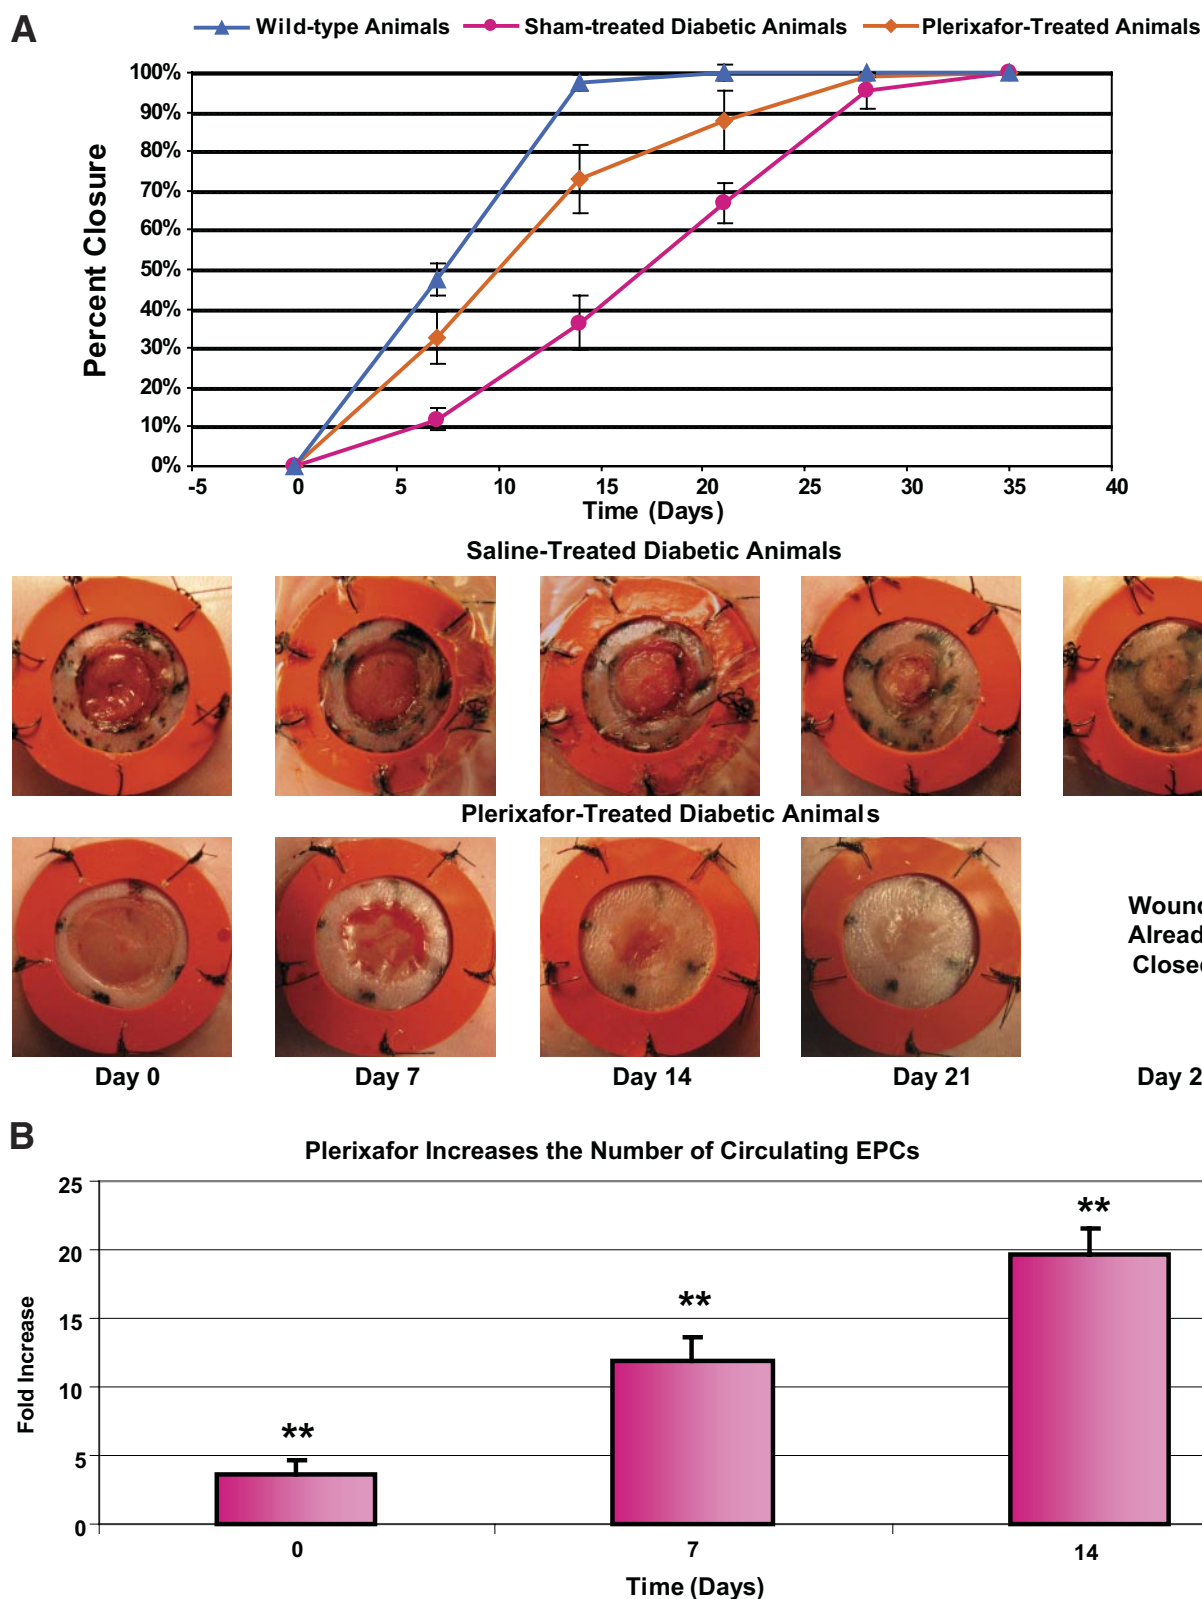 A
Wild-type Animals Sham-treated Diabetic Animals Plerixafor-Treated Animals
100%
90%
80%
70%
60%
50%
40%
30%
20%
10%
0%
Percent Closure
-5 0 5 10 15 20 25 30 35 40
Time (Days)
Saline-Treated Diabetic Animals
Plerixafor-Treated Diabetic Animals
Closed
Day 0 Day 7 Day 14 Day 21 Day 2
B
Plerixafor Increases the Number of Circulating EPCs
25
20
15
10
5
0
Fold Increase
** ** **
0 7 14
Time (Days)